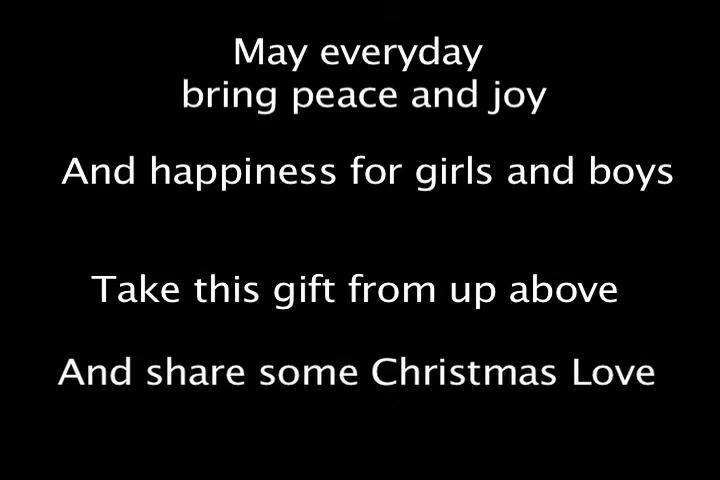 May everyday
bring peace and joy
And happiness for girls and boys
Take this gift from up above
And share some Christmas Love